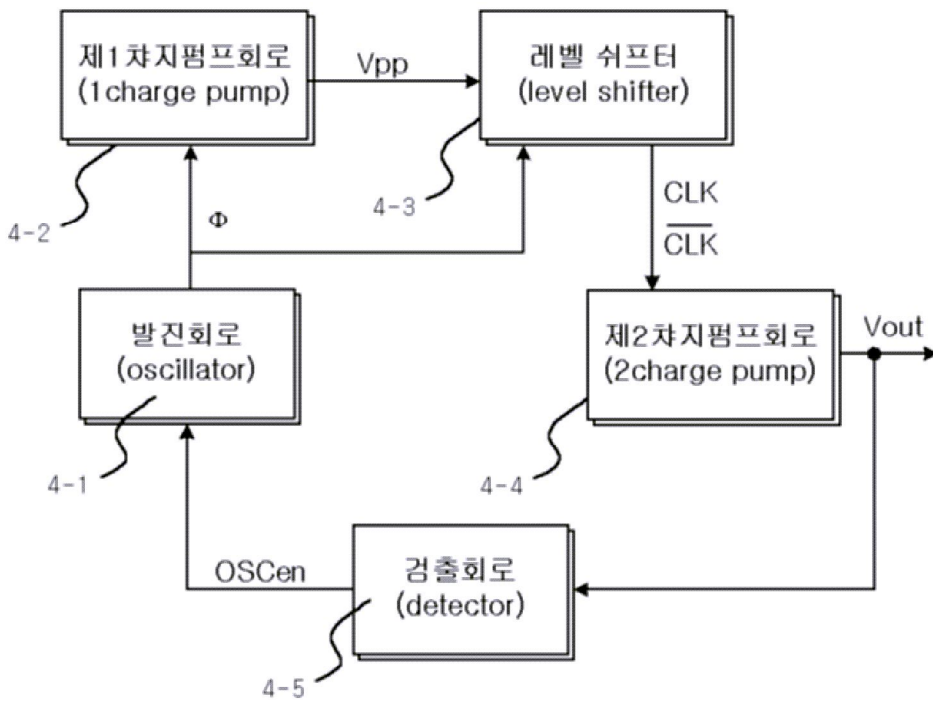 제1챠지펌프회로
(1charge pump)
Vpp
레벨 쉬프터
(level shifter)
4-2
Φ
4-3
CLK
CLK
발진회로
(oscillator)
제2챠지펌프회로
(2charge pump)
Vout
4-1
4-4
OSCen
검출회로
(detector)
4-5